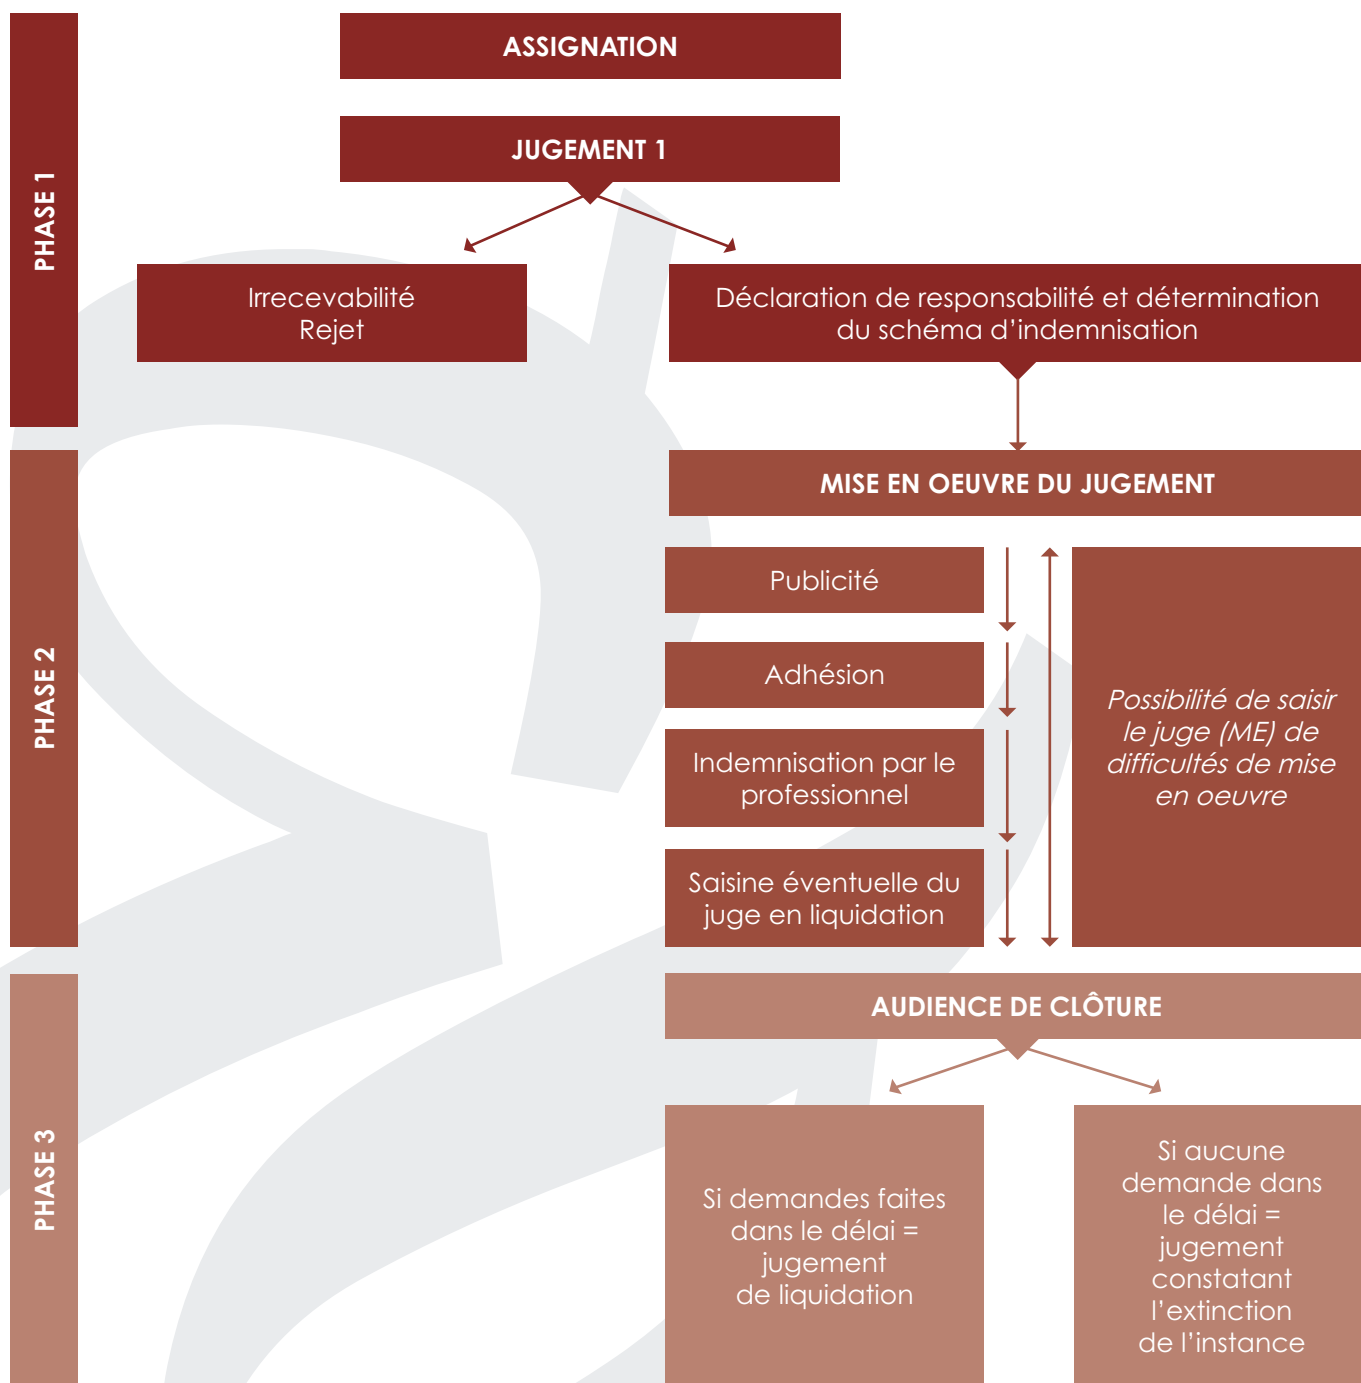 PHASE 1
ASSIGNATION
JUGEMENT 1
Irrecevabilité
Rejet
Déclaration de responsabilité et détermination
du schéma d’indemnisation
PHASE 2
MISE EN OEUVRE DU JUGEMENT
Publicité
Adhésion
Indemnisation par le
professionnel
Saisine éventuelle du
juge en liquidation
Possibilité de saisir
le juge (ME) de
difficultés de mise
en oeuvre
PHASE 3
AUDIENCE DE CLÔTURE
Si demandes faites
dans le délai =
jugement
de liquidation
Si aucune
demande dans
le délai =
jugement
constatant
l’extinction
de l’instance